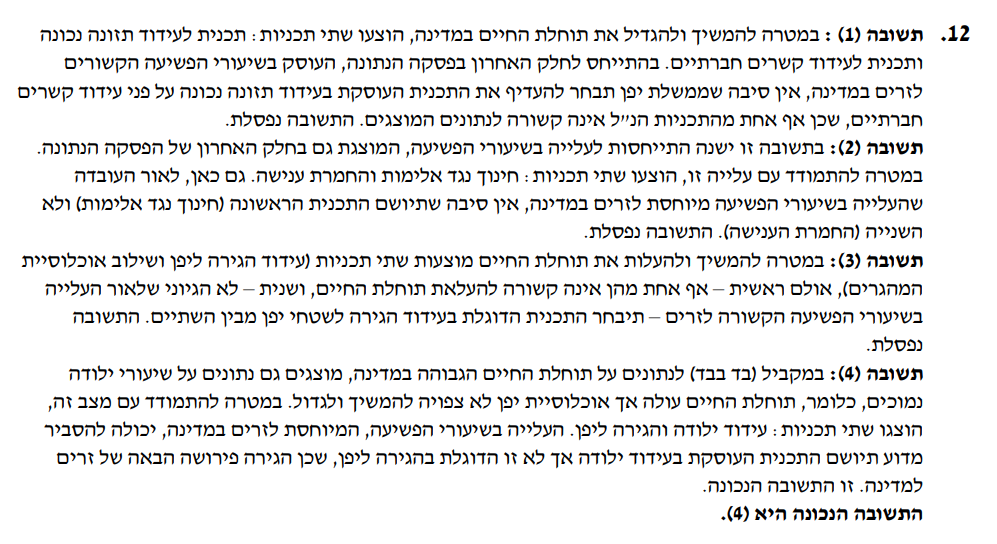 12. תשובה (1) : במטרה להמשיך ולהגדיל את תוחלת החיים במדינה, הוצעו שתי תכניות: תכנית לעידוד תזונה נכונה
ותכנית לעידוד קשרים חברתיים. בהתייחס לחלק האחרון בפסקה הנתונה, העוסק בשיעורי הפשיעה הקשורים
לזרים במדינה, אין סיבה שממשלת יפן תבחר להעדיף את התכנית העוסקת בעידוד תזונה נכונה על פני עידוד קשרים
חברתיים, שכן אף אחת מהתכניות הנ״ל אינה קשורה לנתונים המוצגים. התשובה נפסלת.
תשובה (2): בתשובה זו ישנה התייחסות לעלייה בשיעורי הפשיעה, המוצגת גם בחלק האחרון של הפסקה הנתונה.
במטרה להתמודד עם עלייה זו, הוצעו שתי תכניות: חינוך נגד אלימות והחמרת ענישה. גם כאן, לאור העובדה
שהעלייה בשיעורי הפשיעה מיוחסת לזרים במדינה, אין סיבה שתיושם התכנית הראשונה (חינוך נגד אלימות) ולא
השנייה (החמרת הענישה). התשובה נפסלת.
תשובה (3): במטרה להמשיך ולהעלות את תוחלת החיים מוצעות שתי תכניות (עידוד הגירה ליפן ושילוב אוכלוסיית
המהגרים), אולם ראשית – אף אחת מהן אינה קשורה להעלאת תוחלת החיים, ושנית – לא הגיוני שלאור העלייה
בשיעורי הפשיעה הקשורה לזרים – תיבחר התכנית הדוגלת בעידוד הגירה לשטחי יפן מבין השתיים. התשובה
נפסלת.
תשובה (4): במקביל (בד בבד) לנתונים על תוחלת החיים הגבוהה במדינה, מוצגים גם נתונים על שיעורי ילודה
נמוכים, כלומר, תוחלת החיים עולה אך אוכלוסיית יפן לא צפויה להמשיך ולגדול. במטרה להתמודד עם מצב זה,
הוצגו שתי תכניות: עידוד ילודה והגירה ליפן. העלייה בשיעורי הפשיעה, המיוחסת לזרים במדינה, יכולה להסביר
מדוע תיושם התכנית העוסקת בעידוד ילודה אך לא זו הדוגלת בהגירה ליפן, שכן הגירה פירושה הבאה של זרים
למדינה. זו התשובה הנכונה.
התשובה הנכונה היא (4).